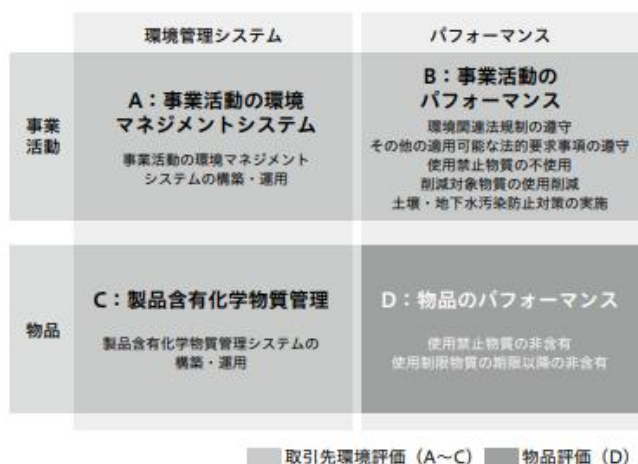 環境管理システム
パフォーマンス
事業
活動
A：事業活動の環境
マネジメントシステム
事業活動の環境マネジメント
システムの構築・運用
B：事業活動の
パフォーマンス
環境関連法規制の遵守
その他の適用可能な法的要求事項の遵守
使用禁止物質の不使用
削減対象物質の使用削減
土壌・地下水汚染防止対策の実施
物品
C：製品含有化学物質管理
製品含有化学物質管理システムの
構築・運用
D：物品のパフォーマンス
使用禁止物質の非含有
使用制限物質の期限以降の非含有
取引先環境評価（A～C）
物品評価（D）